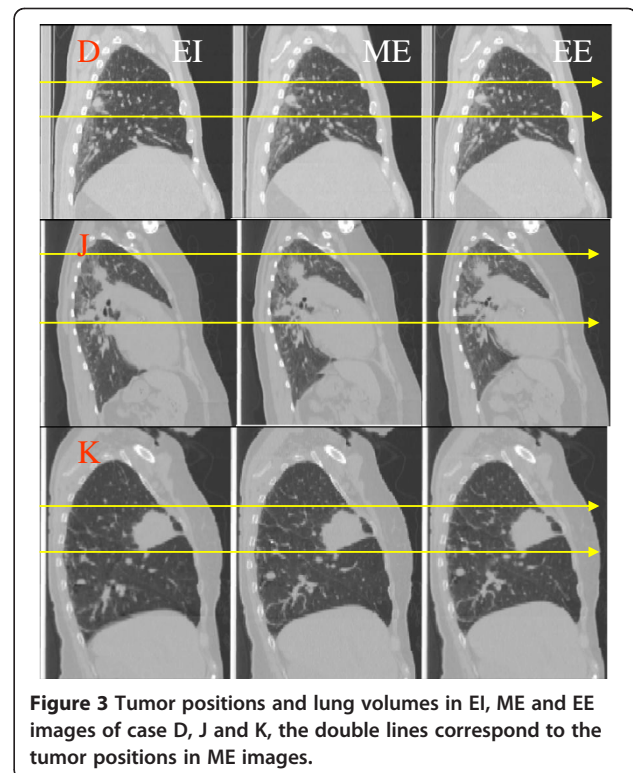 D EI ME EE
J
K
Figure 3 Tumor positions and lung volumes in EI, ME and EE
images of case D, J and K, the double lines correspond to the
tumor positions in ME images.